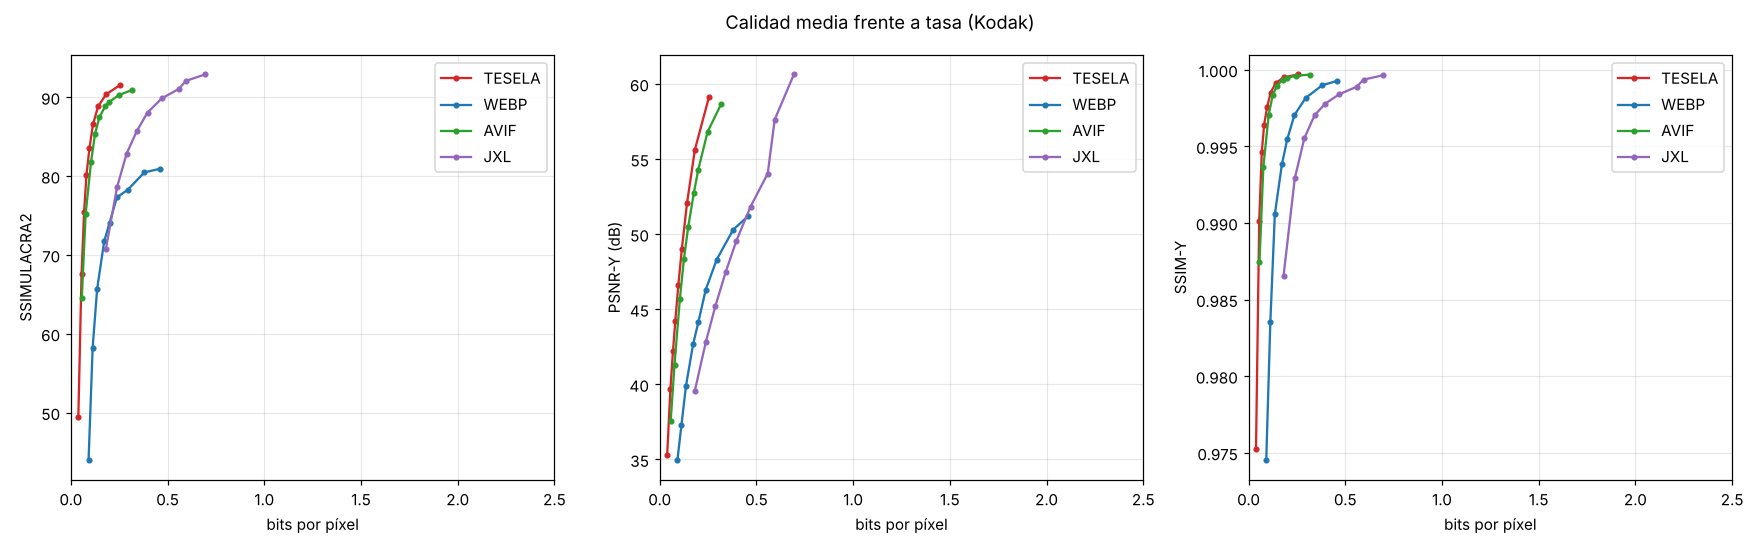 Calidad media frente a tasa (Kodak)
SSIMULACRA2
90
80
70
60
50
0.0 0.5 1.0 1.5 2.0 2.5
bits por píxel
TESELA
WEBP
AVIF
JXL
PSNR-Y (dB)
60
55
50
45
40
35
0.0 0.5 1.0 1.5 2.0 2.5
bits por píxel
TESELA
WEBP
AVIF
JXL
SSIM-Y
1.000
0.995
0.990
0.985
0.980
0.975
0.0 0.5 1.0 1.5 2.0 2.5
bits por píxel
TESELA
WEBP
AVIF
JXL